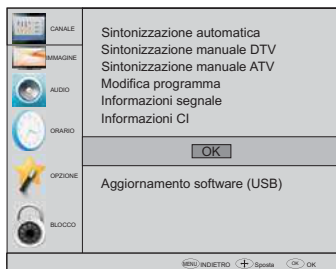 CANALE
IMMAGINE
AUDIO
ORARIO
OPZIONE
BLOCCO
Sintonizzazione automatica
Sintonizzazione manuale DTV
Sintonizzazione manuale ATV
Modifica programma
Informazioni segnale
Informazioni CI
OK
Aggiornamento software (USB)
MENU INDIETRO Sposta OK OK